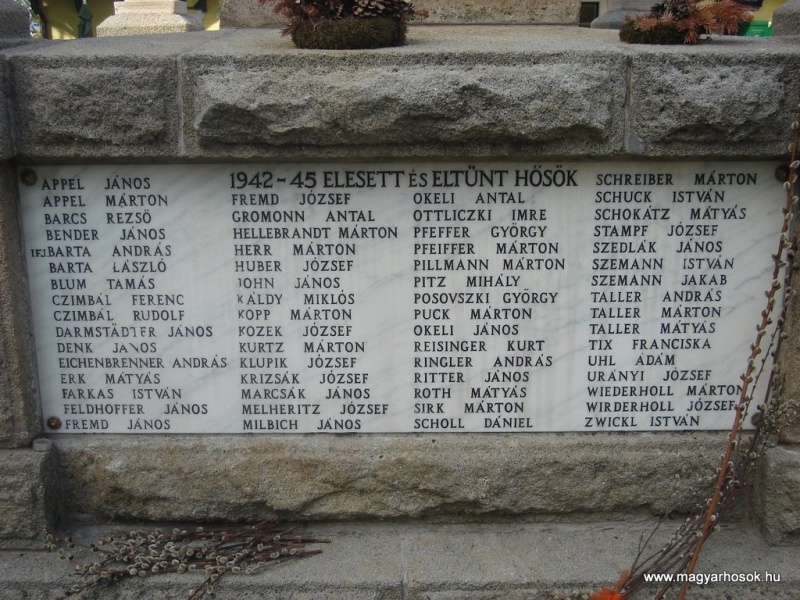 1942-45 ELESETT ÉS ELTÜNT HÖSÖK
APPEL JÁNOS
APPEL MÁRTON
BARCS REZSÖ
BENDER JÁNOS
IFJ BARTA ANDRÁS
BARTA LÁSZLÓ
BLUM TAMÁS
CZIMBÁL FERENC
CZIMBÁL RUDOLF
DARMSTÄDTER JÁNOS
DENK JÁNOS
EICHENBRENNER ANDRÁS
ERK MÁTYÁS
FARKAS ISTVÁN
FELDHOFFER JÁNOS
FREMD JÁNOS
FREMD JÓZSEF
GROMONN ANTAL
HELLEBRANDT MÁRTON
HERR MÁRTON
HUBER JÓZSEF
JOHN JÁNOS
KÁLDY MIKLÓS
KOPP MÁRTON
KOZEK JÓZSEF
KURTZ MÁRTON
KLUPIK JÓZSEF
KRIZSÁK JÓZSEF
MARCSÁK JÁNOS
MELHERITZ JÓZSEF
MILBICH JÁNOS
OKELI ANTAL
OTTLICZKI IMRE
PFEFFER GYÖRGY
PFEIFFER MÁRTON
PILLMANN MÁRTON
PITZ MIHÁLY
POSOVSZKI GYÖRGY
PUCK MÁRTON
OKELI JÁNOS
REISINGER KURT
RINGLER ANDRÁS
RITTER JÁNOS
ROTH MÁTYÁS
SIRK MÁRTON
SCHOLL DÁNIEL
SCHREIBER MÁRTON
SCHUCK ISTVÁN
SCHOKÁTZ MÁTYÁS
STAMPF JÓZSEF
SZEDLÁK JÁNOS
SZEMANN ISTVÁN
SZEMANN JAKAB
TALLER ANDRÁS
TALLER MÁRTON
TALLER MÁTYÁS
TIX FRANCISKA
UHL ÁDÁM
URÁNYI JÓZSEF
WIEDERHOLL MÁRTON
WIRDERHOLL JÓZSEF
ZWICKL ISTVÁN
www.magyarhosok.hu